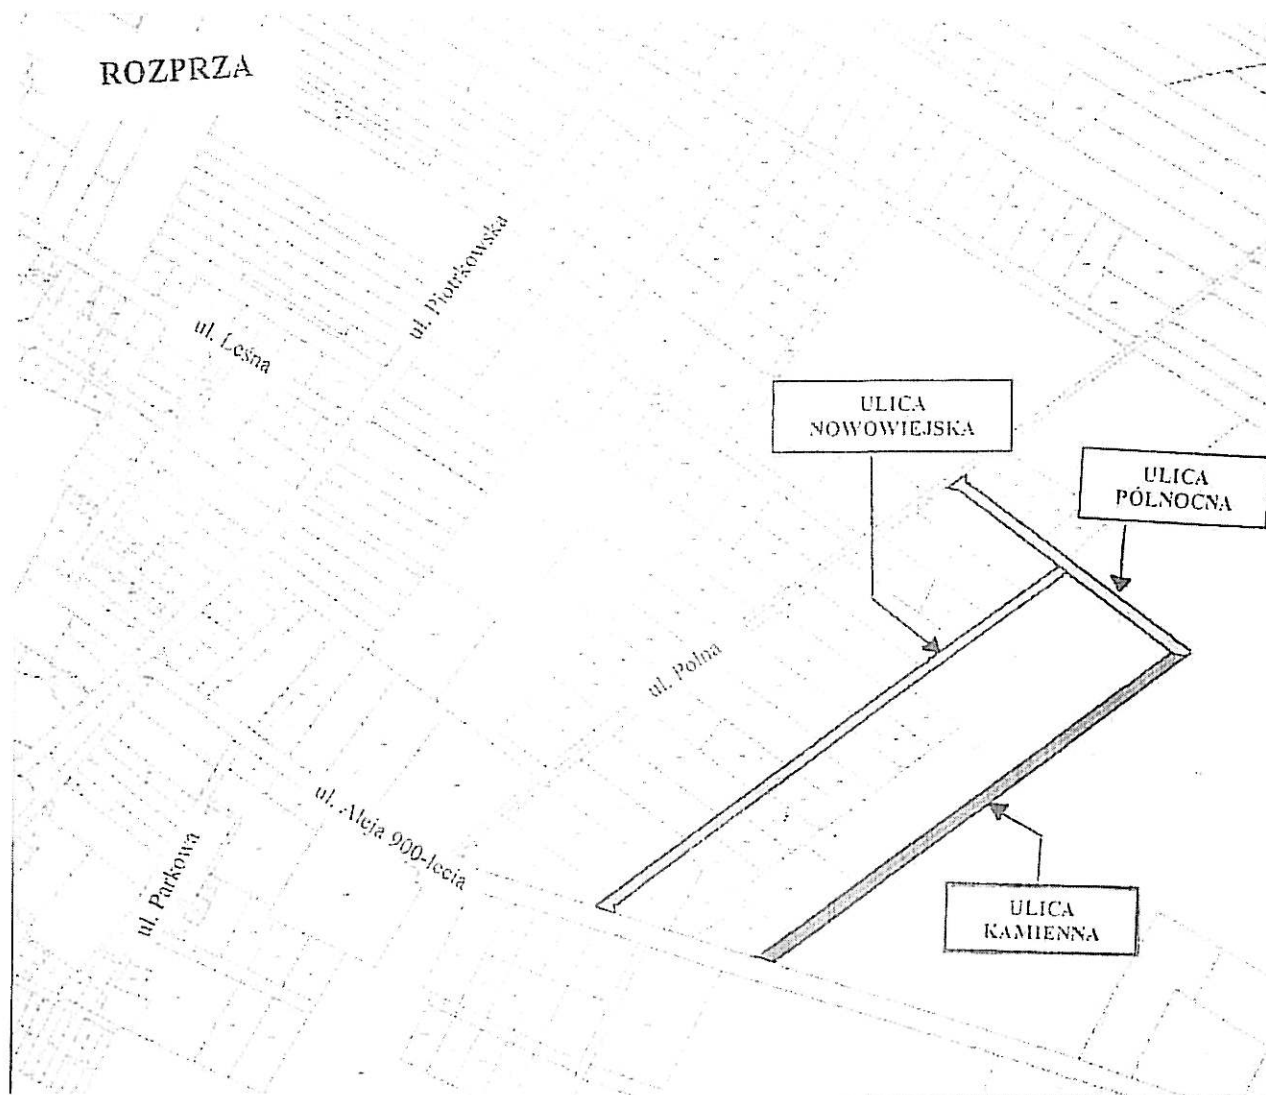 ROZPRZA
ul. Piotrkowska
ul. Leśna
ULICA
NOWOWIEJSKA
ULICA
PÓŁNOCNA
ul. Polna
ul. Aleja 900-lecia
ul. Parkowa
ULICA
KAMIENNA